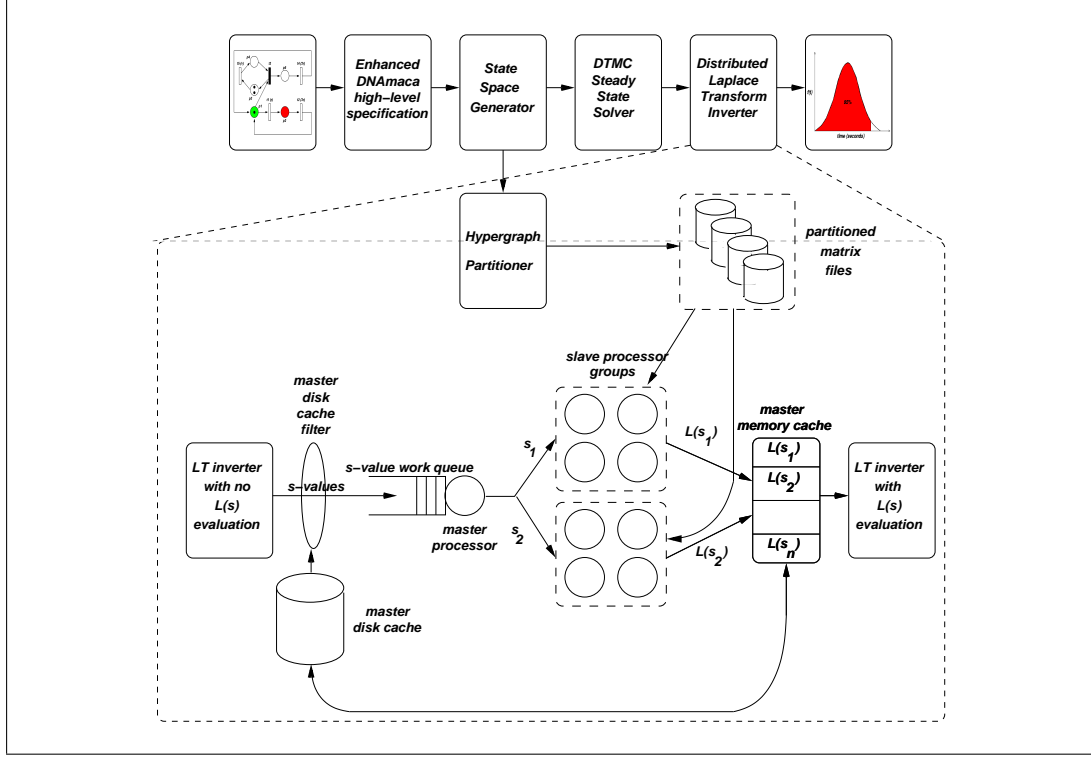 Enhanced
DNAmaca
high-level
specification
State
Space
Generator
DTMC
Steady
State
Solver
Distributed
Laplace
Transform
Inverter
time (seconds)
Hypergraph
Partitioner
partitioned
matrix
files
slave processor
groups
master
disk
cache
filter
master
memory cache
LT inverter
with no
L(s)
evaluation
s-values
s-value work queue
master
processor
s1
s2
L(s1)
L(s2)
L(s1)
L(s2)
L(sn)
LT inverter
with
L(s)
evaluation
master
disk cache